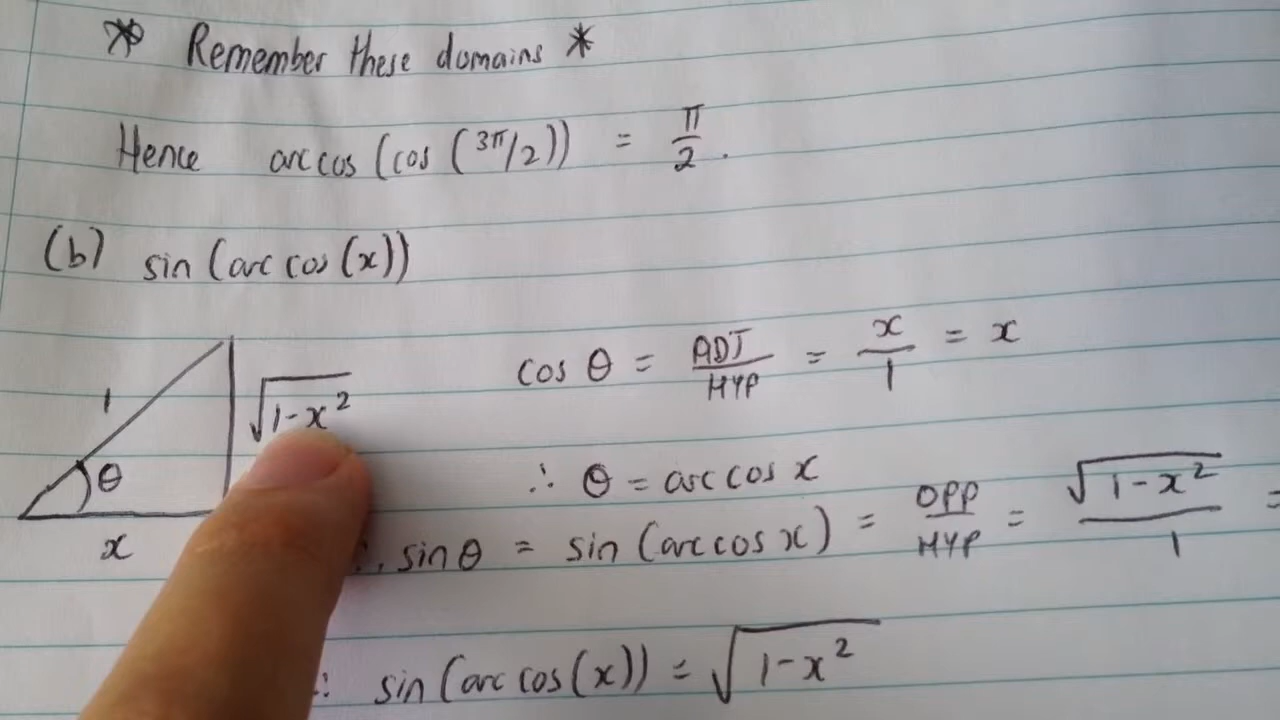 * Remember these domains *
Hence arccos(cos(3π/2)) = π/2.
(b) sin(arccos(x))
cos θ = ADJ/HYP = x/1 = x
1
√(1-x²)
θ
x
∴ θ = arccos x
∴ sin θ = sin(arccos x) = OPP/HYP = √(1-x²)/1 =
∴ sin(arccos(x)) = √(1-x²)